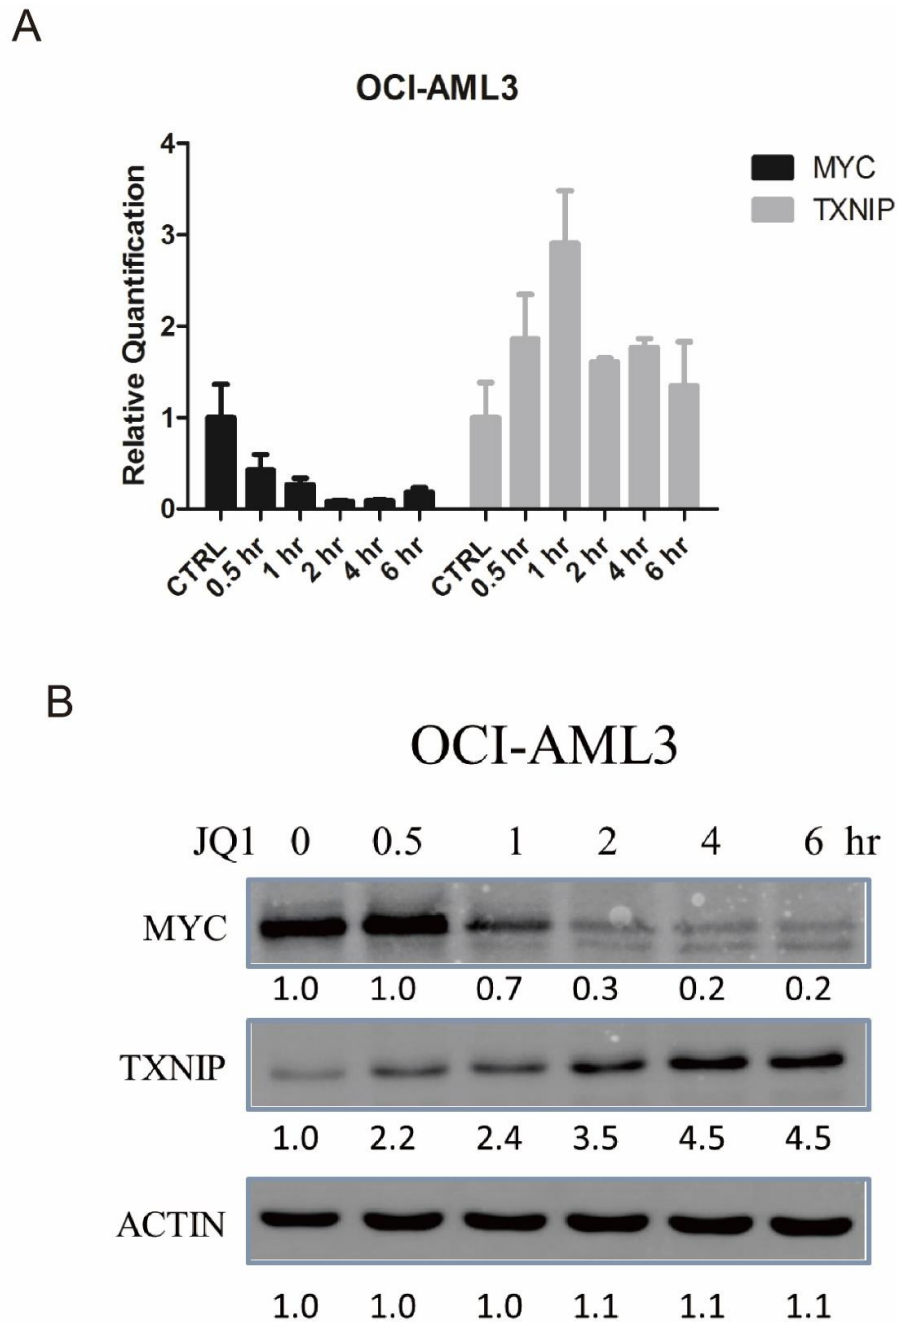 A
OCI-AML3
4
3
2
1
0
Relative Quantification
MYC
TXNIP
CTRL 0.5 hr 1 hr 2 hr 4 hr 6 hr CTRL 0.5 hr 1 hr 2 hr 4 hr 6 hr
B
OCI-AML3
JQ1 0 0.5 1 2 4 6 hr
MYC
1.0 1.0 0.7 0.3 0.2 0.2
TXNIP
1.0 2.2 2.4 3.5 4.5 4.5
ACTIN
1.0 1.0 1.0 1.1 1.1 1.1